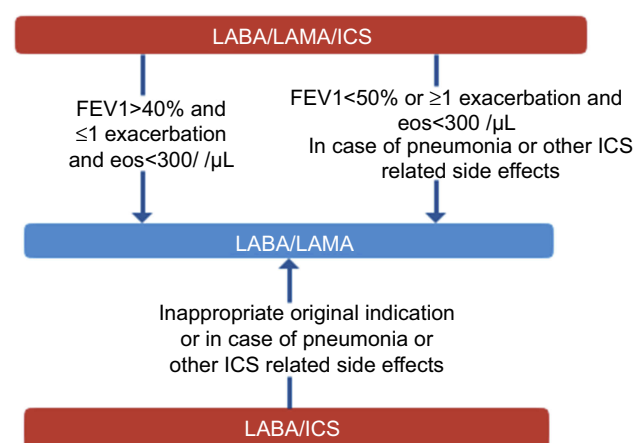 LABA/LAMA/ICS
FEV1>40% and
≤1 exacerbation
and eos<300/ /µL
FEV1<50% or ≥1 exacerbation and
eos<300 /µL
In case of pneumonia or other ICS
related side effects
LABA/LAMA
Inappropriate original indication
or in case of pneumonia or
other ICS related side effects
LABA/ICS